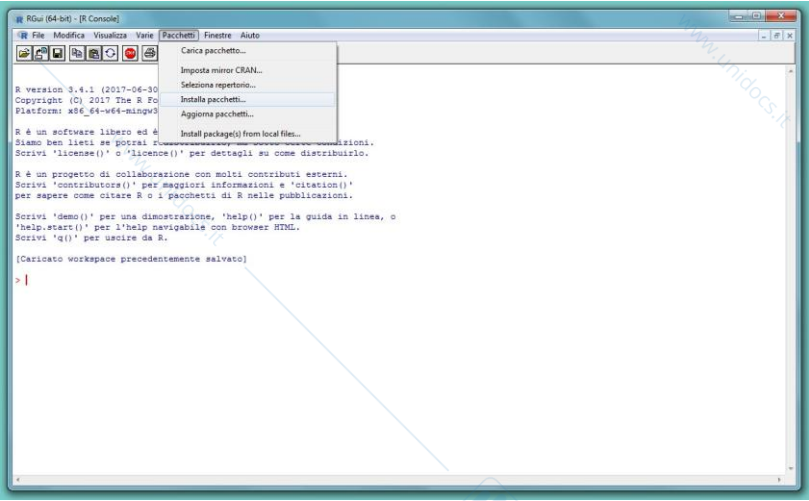 RGui (64-bit) - [R Console]
File Modifica Visualizza Varie Pacchetti Finestre Aiuto
Carica pacchetto...
Imposta mirror CRAN...
Seleziona repertorio...
Installa pacchetti...
Aggiorna pacchetti...
Install package(s) from local files...
R version 3.4.1 (2017-06-30
Copyright (C) 2017 The R Fo
Platform: x86_64-w64-mingw3
R è un software libero ed è
Siamo ben lieti se potrai condizioni.
Scrivi 'license()' o 'licence()' per dettagli su come distribuirlo.
R è un progetto di collaborazione con molti contributi esterni.
Scrivi 'contributors()' per maggiori informazioni e 'citation()'
per sapere come citare R o i pacchetti di R nelle pubblicazioni.
Scrivi 'demo()' per una dimostrazione, 'help()' per la guida in linea, o
'help.start()' per l'help navigabile con browser HTML.
Scrivi 'q()' per uscire da R.
[Caricato workspace precedentemente salvato]
>
www.unidocs.it